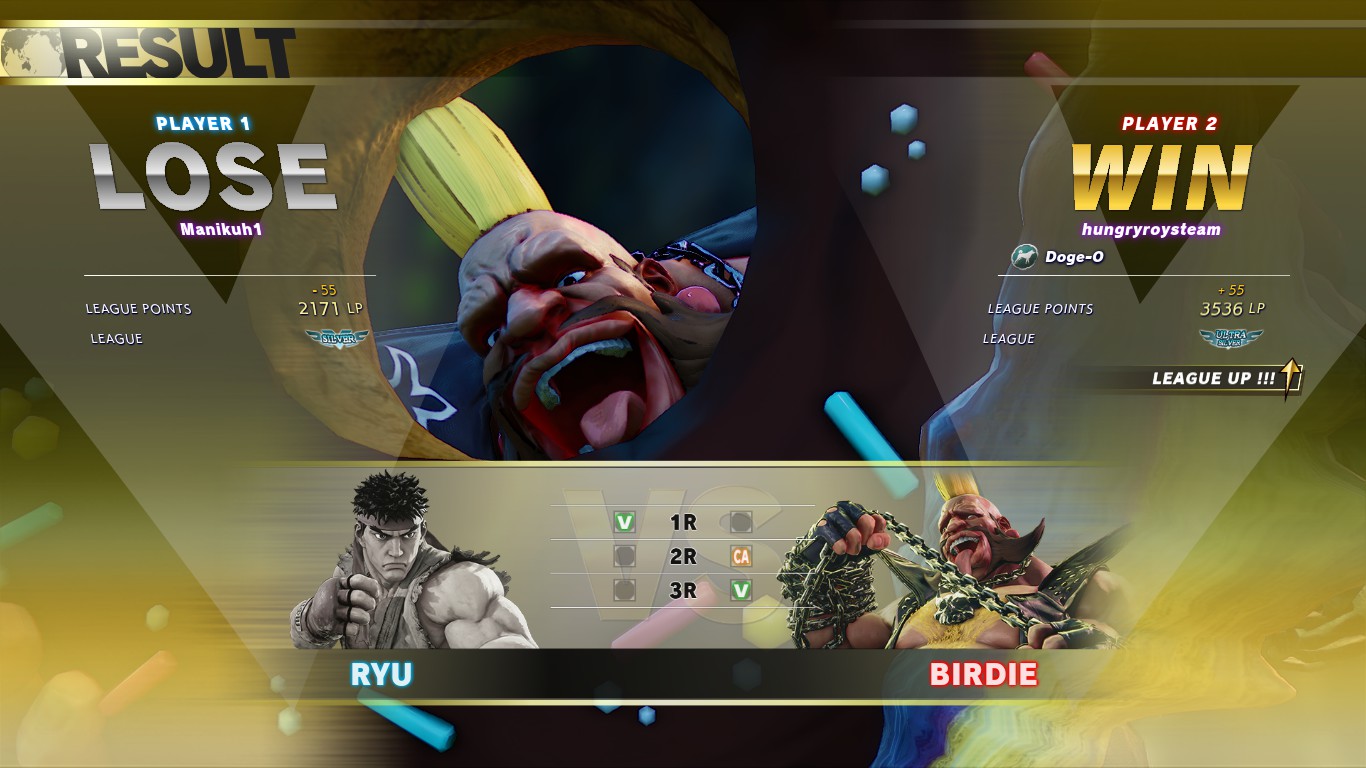 RESULT
PLAYER 1
LOSE
Manikuh1
- 55
LEAGUE POINTS 2171 LP
LEAGUE SILVER
PLAYER 2
WIN
hungryroysteam
Doge-O
+ 55
LEAGUE POINTS 3536 LP
LEAGUE ULTRA SILVER
LEAGUE UP !!!
VS
V 1R
2R CA
3R V
RYU
BIRDIE